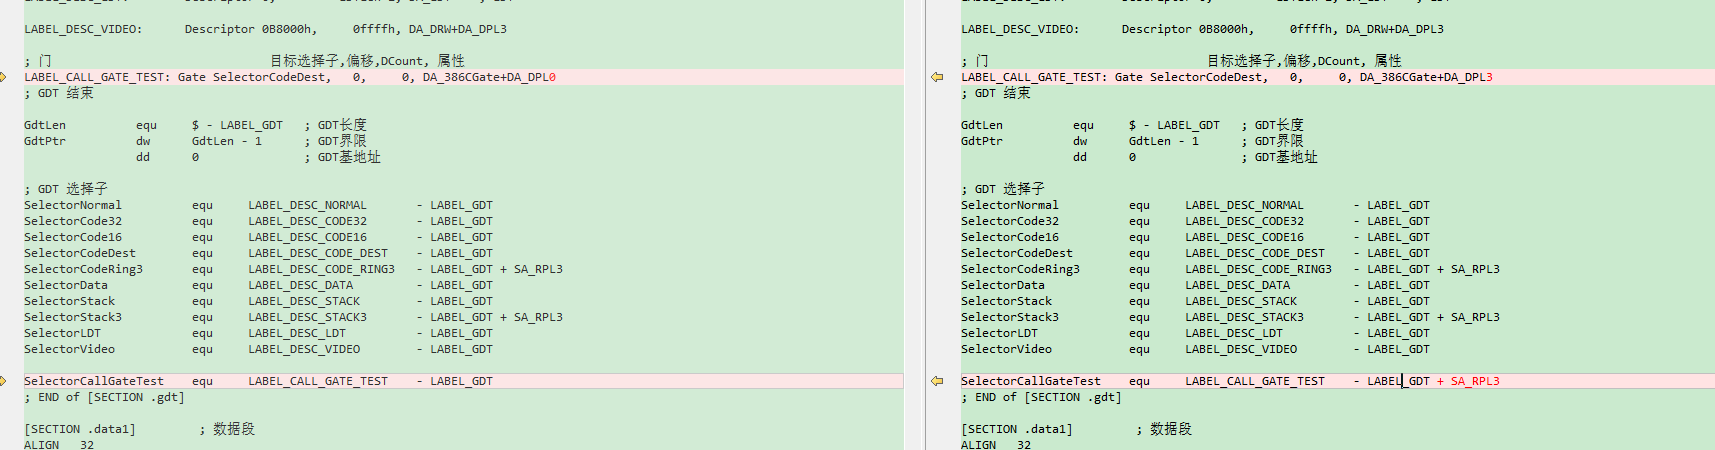 LABEL_DESC_VIDEO:      Descriptor 0B8000h,     0ffffh, DA_DRW+DA_DPL3
; 门                               目标选择子,偏移,DCount, 属性
LABEL_CALL_GATE_TEST: Gate SelectorCodeDest,   0,     0, DA_386CGate+DA_DPL0
; GDT 结束
GdtLen          equ     $ - LABEL_GDT   ; GDT长度
GdtPtr          dw      GdtLen - 1      ; GDT界限
                dd      0               ; GDT基地址
; GDT 选择子
SelectorNormal          equ     LABEL_DESC_NORMAL       - LABEL_GDT
SelectorCode32          equ     LABEL_DESC_CODE32       - LABEL_GDT
SelectorCode16          equ     LABEL_DESC_CODE16       - LABEL_GDT
SelectorCodeDest        equ     LABEL_DESC_CODE_DEST    - LABEL_GDT
SelectorCodeRing3       equ     LABEL_DESC_CODE_RING3   - LABEL_GDT + SA_RPL3
SelectorData            equ     LABEL_DESC_DATA         - LABEL_GDT
SelectorStack           equ     LABEL_DESC_STACK        - LABEL_GDT
SelectorStack3          equ     LABEL_DESC_STACK3       - LABEL_GDT + SA_RPL3
SelectorLDT             equ     LABEL_DESC_LDT          - LABEL_GDT
SelectorVideo           equ     LABEL_DESC_VIDEO        - LABEL_GDT
SelectorCallGateTest    equ     LABEL_CALL_GATE_TEST    - LABEL_GDT
; END of [SECTION .gdt]
[SECTION .data1]         ; 数据段
ALIGN   32
LABEL_DESC_VIDEO:      Descriptor 0B8000h,     0ffffh, DA_DRW+DA_DPL3
; 门                               目标选择子,偏移,DCount, 属性
LABEL_CALL_GATE_TEST: Gate SelectorCodeDest,   0,     0, DA_386CGate+DA_DPL3
; GDT 结束
GdtLen          equ     $ - LABEL_GDT   ; GDT长度
GdtPtr          dw      GdtLen - 1      ; GDT界限
                dd      0               ; GDT基地址
; GDT 选择子
SelectorNormal          equ     LABEL_DESC_NORMAL       - LABEL_GDT
SelectorCode32          equ     LABEL_DESC_CODE32       - LABEL_GDT
SelectorCode16          equ     LABEL_DESC_CODE16       - LABEL_GDT
SelectorCodeDest        equ     LABEL_DESC_CODE_DEST    - LABEL_GDT
SelectorCodeRing3       equ     LABEL_DESC_CODE_RING3   - LABEL_GDT + SA_RPL3
SelectorData            equ     LABEL_DESC_DATA         - LABEL_GDT
SelectorStack           equ     LABEL_DESC_STACK        - LABEL_GDT
SelectorStack3          equ     LABEL_DESC_STACK3       - LABEL_GDT + SA_RPL3
SelectorLDT             equ     LABEL_DESC_LDT          - LABEL_GDT
SelectorVideo           equ     LABEL_DESC_VIDEO        - LABEL_GDT
SelectorCallGateTest    equ     LABEL_CALL_GATE_TEST    - LABEL_GDT + SA_RPL3
; END of [SECTION .gdt]
[SECTION .data1]         ; 数据段
ALIGN   32